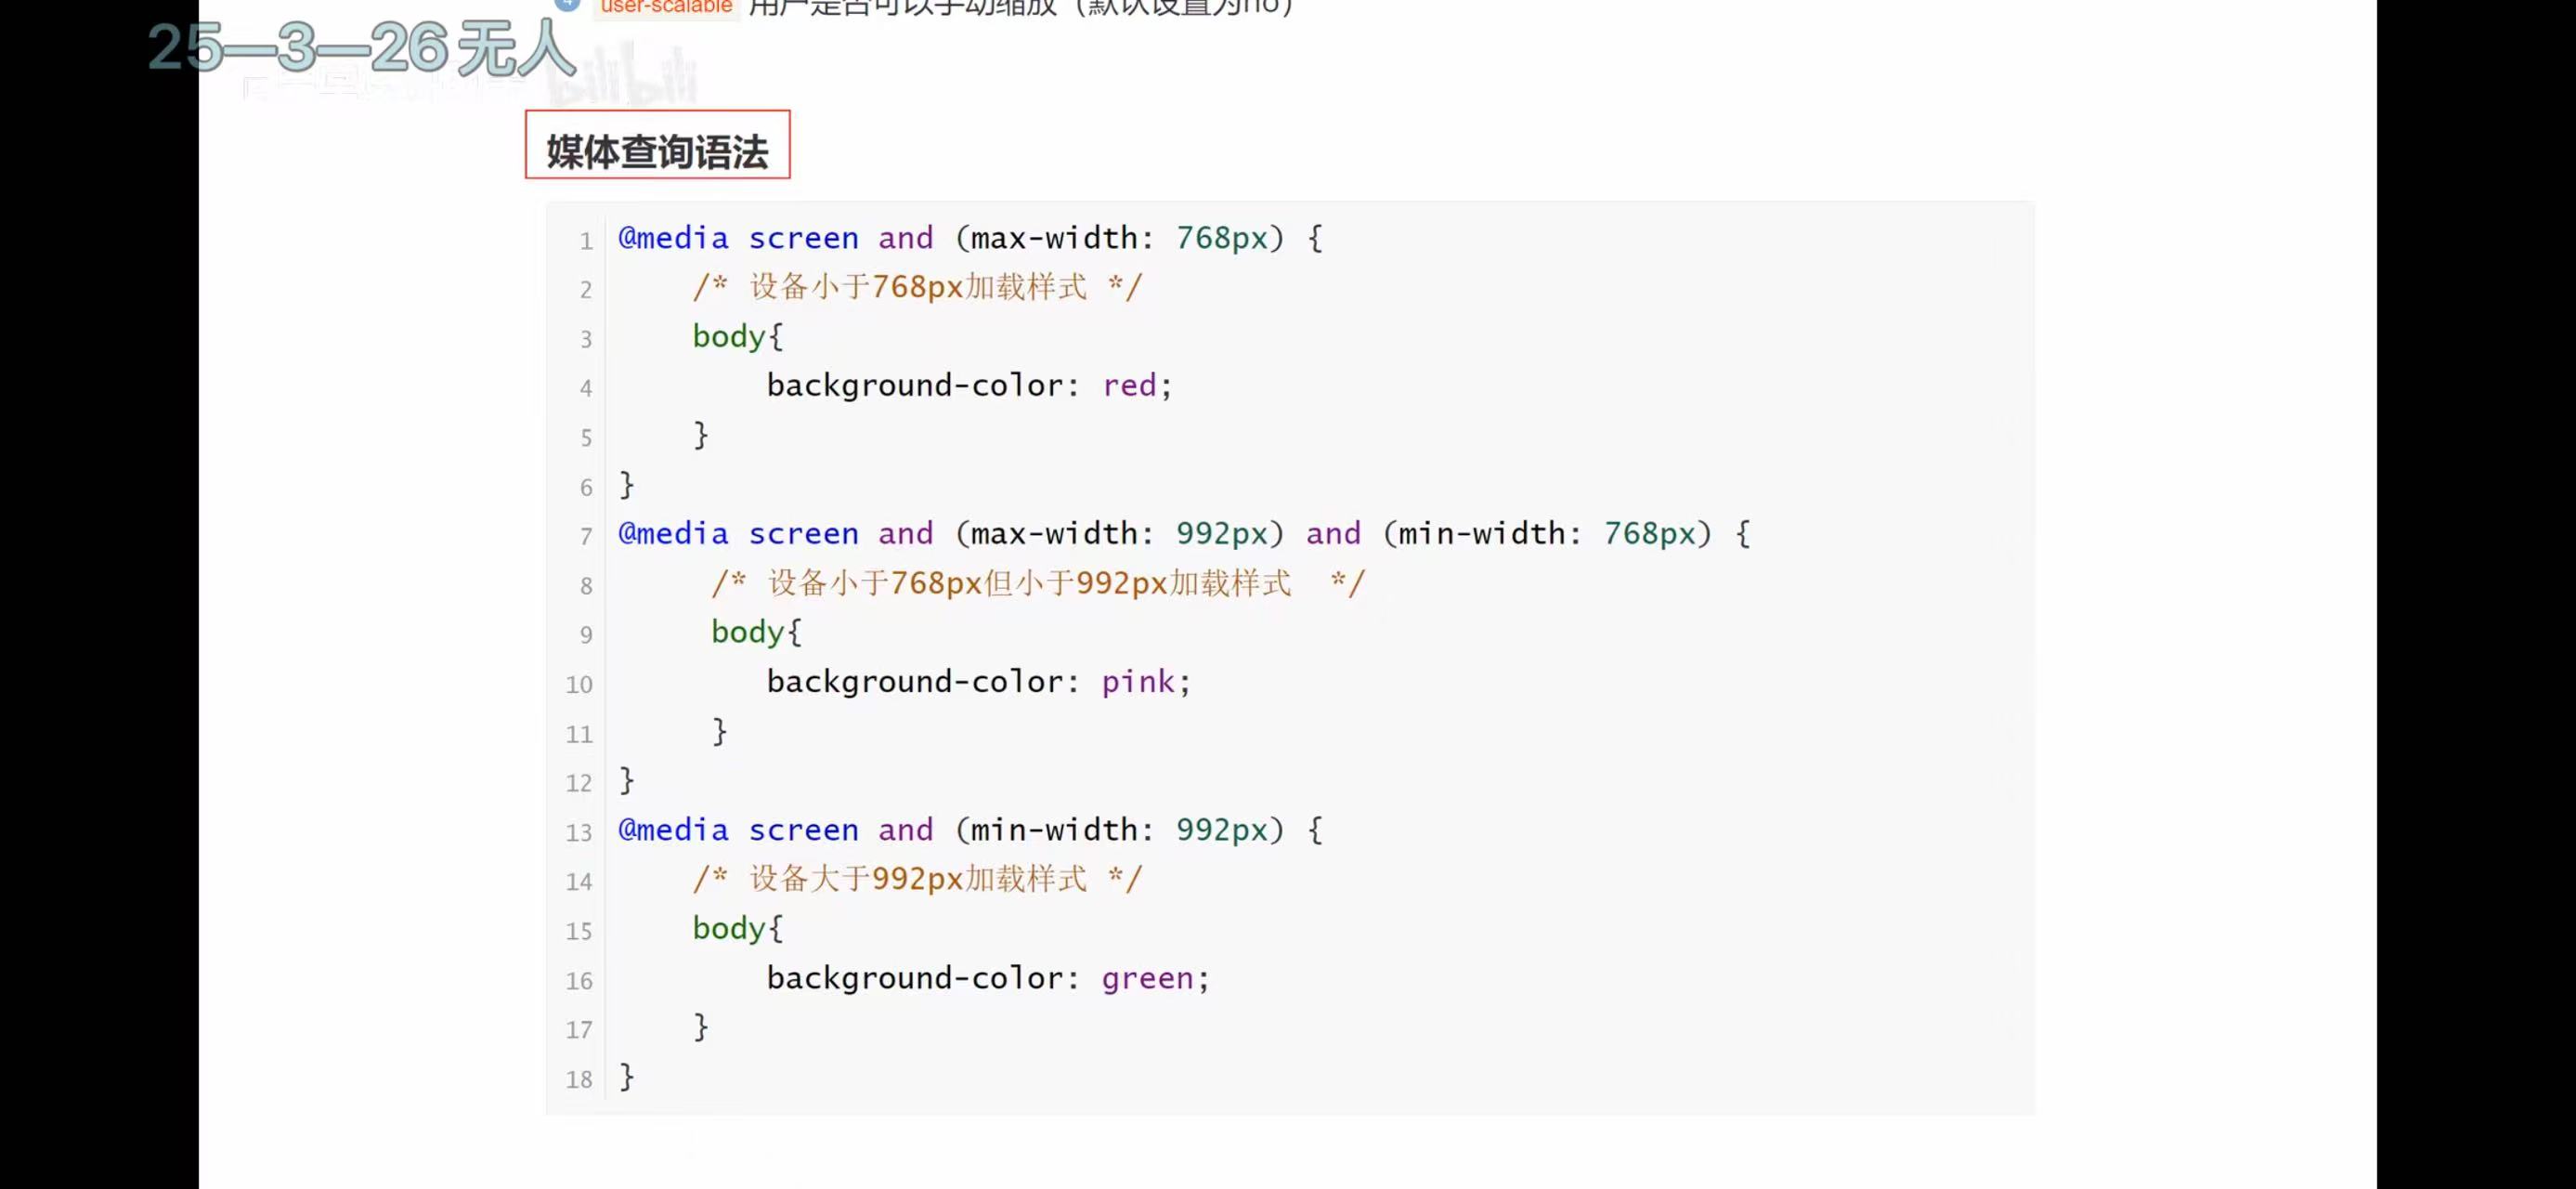 user-scalable 用户是否可以手动缩放（默认设置为no）
25—3—26无人
bilibili
媒体查询语法
1 @media screen and (max-width: 768px) {
2 /* 设备小于768px加载样式 */
3 body{
4 background-color: red;
5 }
6 }
7 @media screen and (max-width: 992px) and (min-width: 768px) {
8 /* 设备小于768px但小于992px加载样式 */
9 body{
10 background-color: pink;
11 }
12 }
13 @media screen and (min-width: 992px) {
14 /* 设备大于992px加载样式 */
15 body{
16 background-color: green;
17 }
18 }